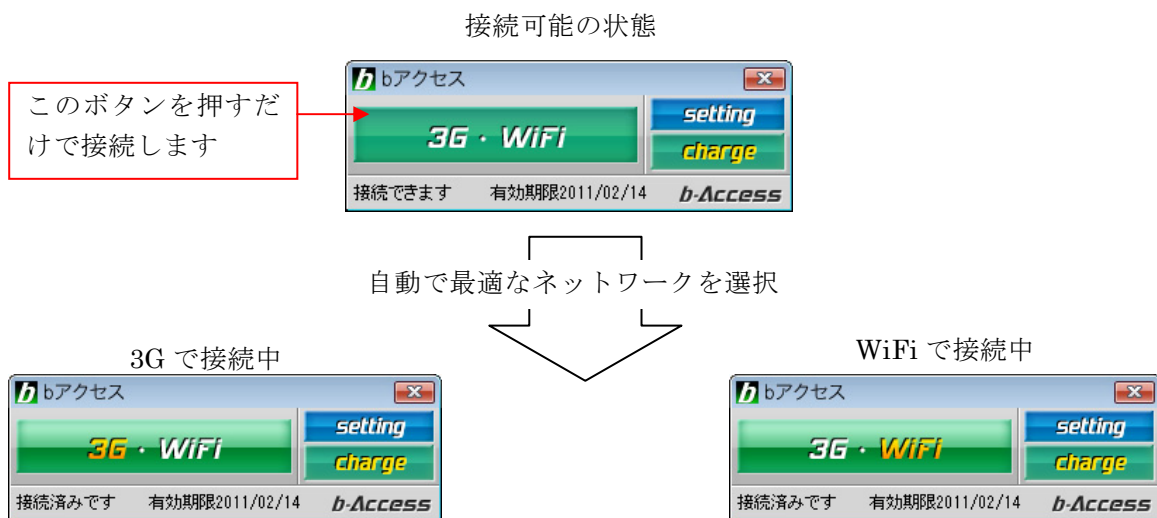 接続可能の状態
このボタンを押すだ
けで接続します
b bアクセス
3G・WiFi
setting
charge
接続できます 有効期限2011/02/14 b-Access
自動で最適なネットワークを選択
3G で接続中
b bアクセス
3G・WiFi
setting
charge
接続済みです 有効期限2011/02/14 b-Access
WiFi で接続中
b bアクセス
3G・WiFi
setting
charge
接続済みです 有効期限2011/02/14 b-Access